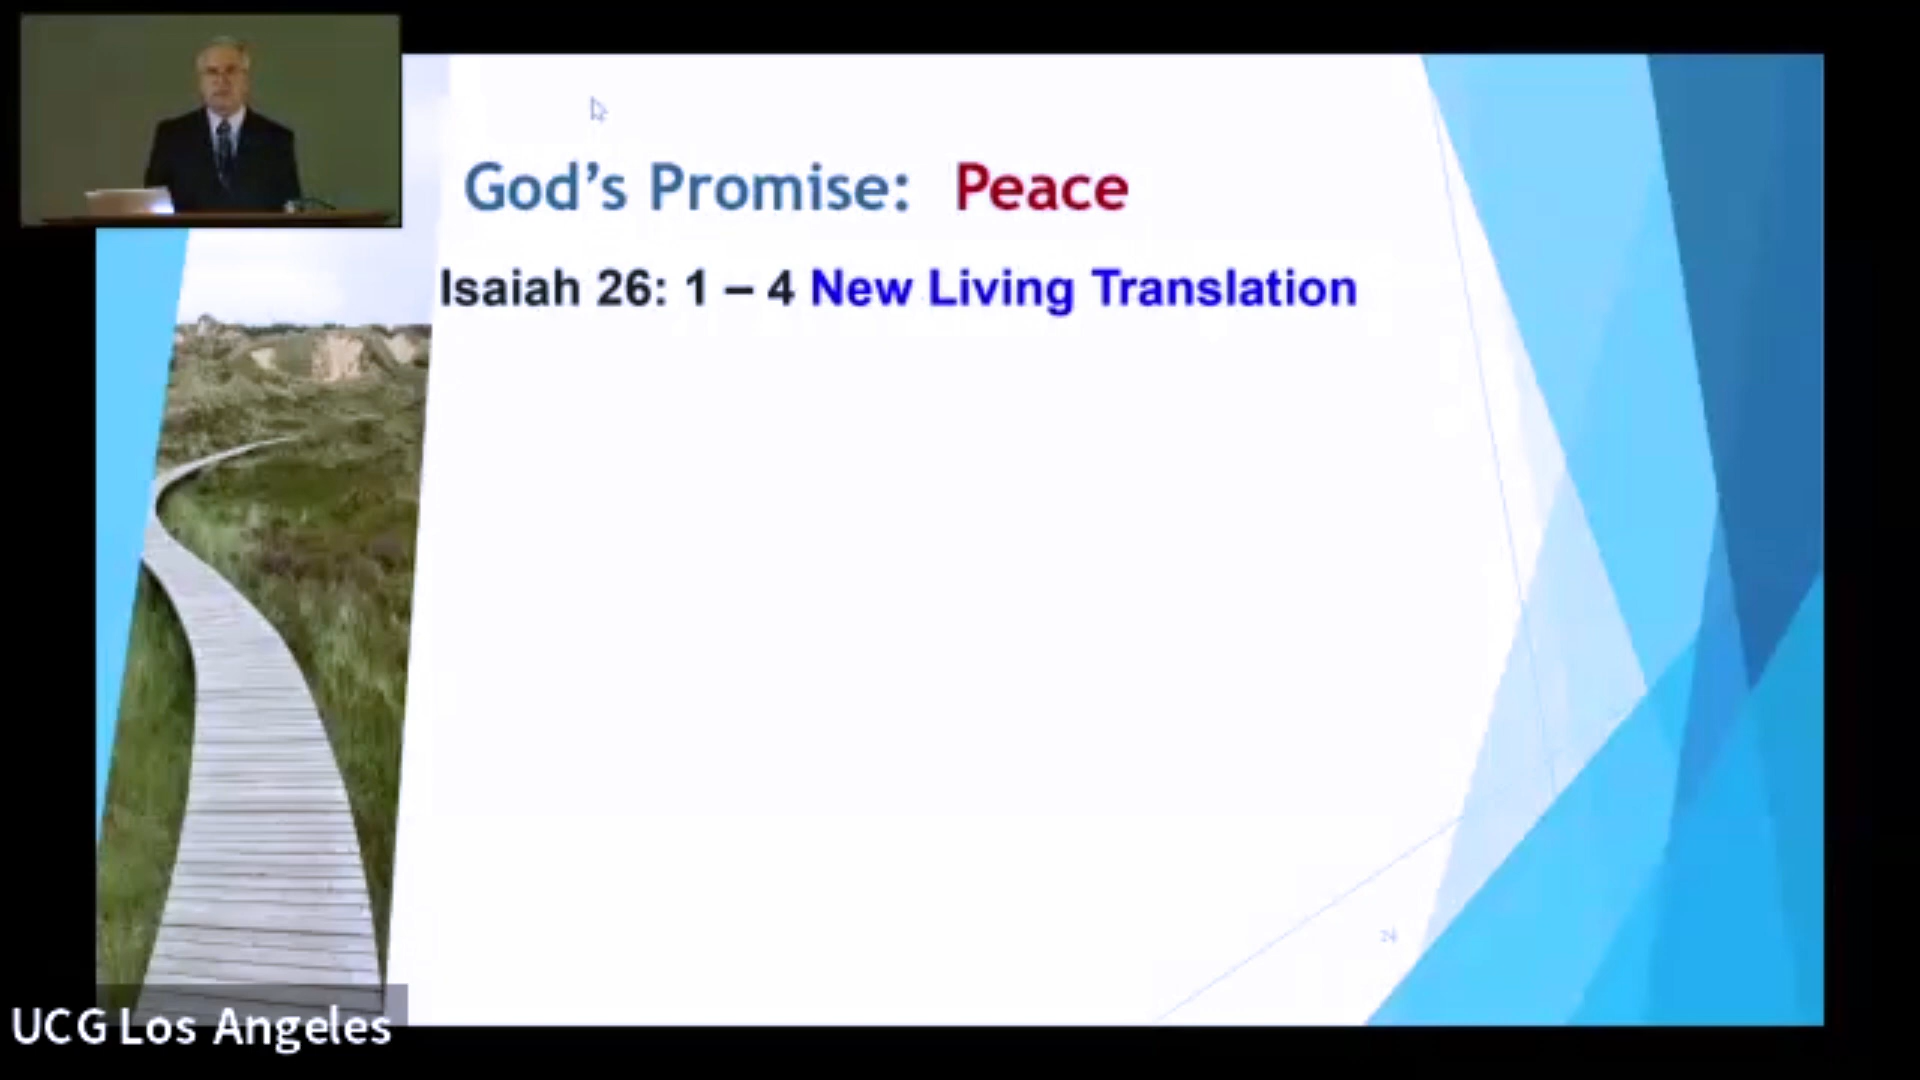 God's Promise: Peace
Isaiah 26: 1 – 4 New Living Translation
UCG Los Angeles